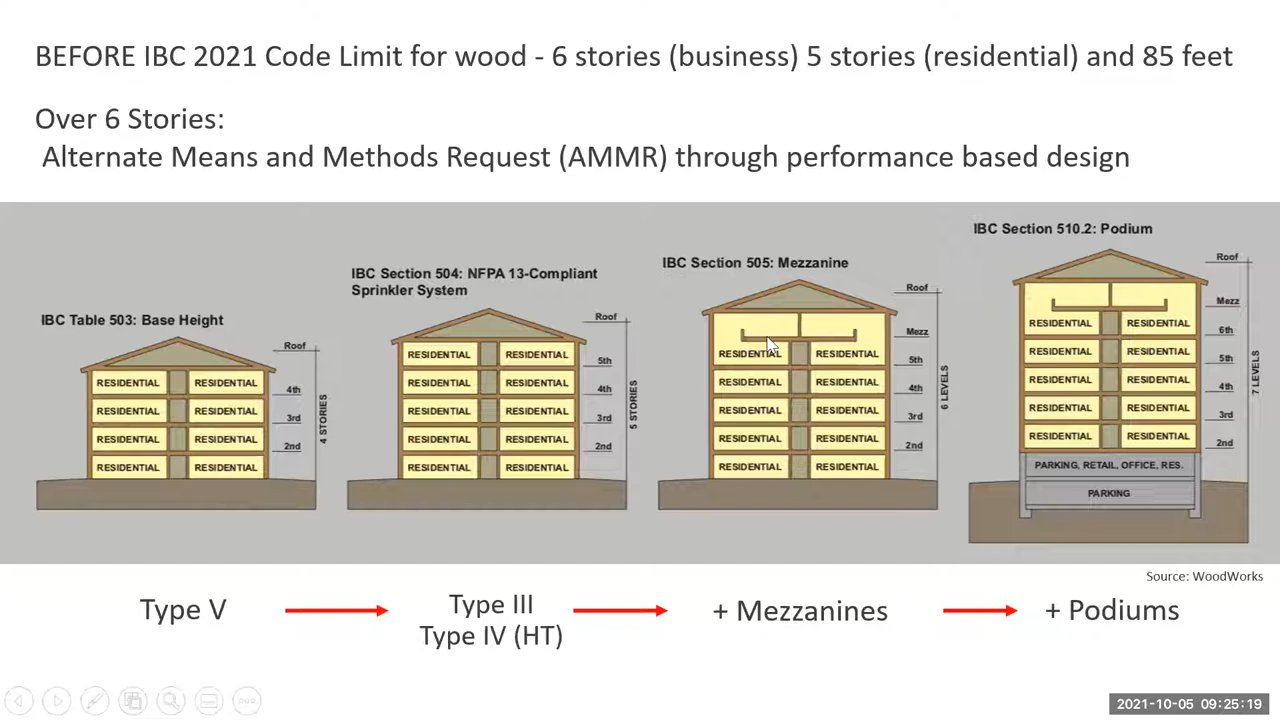 BEFORE IBC 2021 Code Limit for wood - 6 stories (business) 5 stories (residential) and 85 feet
Over 6 Stories:
Alternate Means and Methods Request (AMMR) through performance based design
IBC Table 503: Base Height
Roof
RESIDENTIAL RESIDENTIAL
4th
RESIDENTIAL RESIDENTIAL
3rd
RESIDENTIAL RESIDENTIAL
2nd
RESIDENTIAL RESIDENTIAL
4 STORIES
IBC Section 504: NFPA 13-Compliant
Sprinkler System
Roof
RESIDENTIAL RESIDENTIAL
5th
RESIDENTIAL RESIDENTIAL
4th
RESIDENTIAL RESIDENTIAL
3rd
RESIDENTIAL RESIDENTIAL
2nd
RESIDENTIAL RESIDENTIAL
5 STORIES
IBC Section 505: Mezzanine
Roof
Mezz
RESIDENTIAL RESIDENTIAL
5th
RESIDENTIAL RESIDENTIAL
4th
RESIDENTIAL RESIDENTIAL
3rd
RESIDENTIAL RESIDENTIAL
2nd
RESIDENTIAL RESIDENTIAL
6 LEVELS
IBC Section 510.2: Podium
Roof
Mezz
RESIDENTIAL RESIDENTIAL
6th
RESIDENTIAL RESIDENTIAL
5th
RESIDENTIAL RESIDENTIAL
4th
RESIDENTIAL RESIDENTIAL
3rd
RESIDENTIAL RESIDENTIAL
2nd
PARKING, RETAIL, OFFICE, RES.
PARKING
7 LEVELS
Source: WoodWorks
Type V
Type III
Type IV (HT)
+ Mezzanines
+ Podiums
2021-10-05 09:25:19